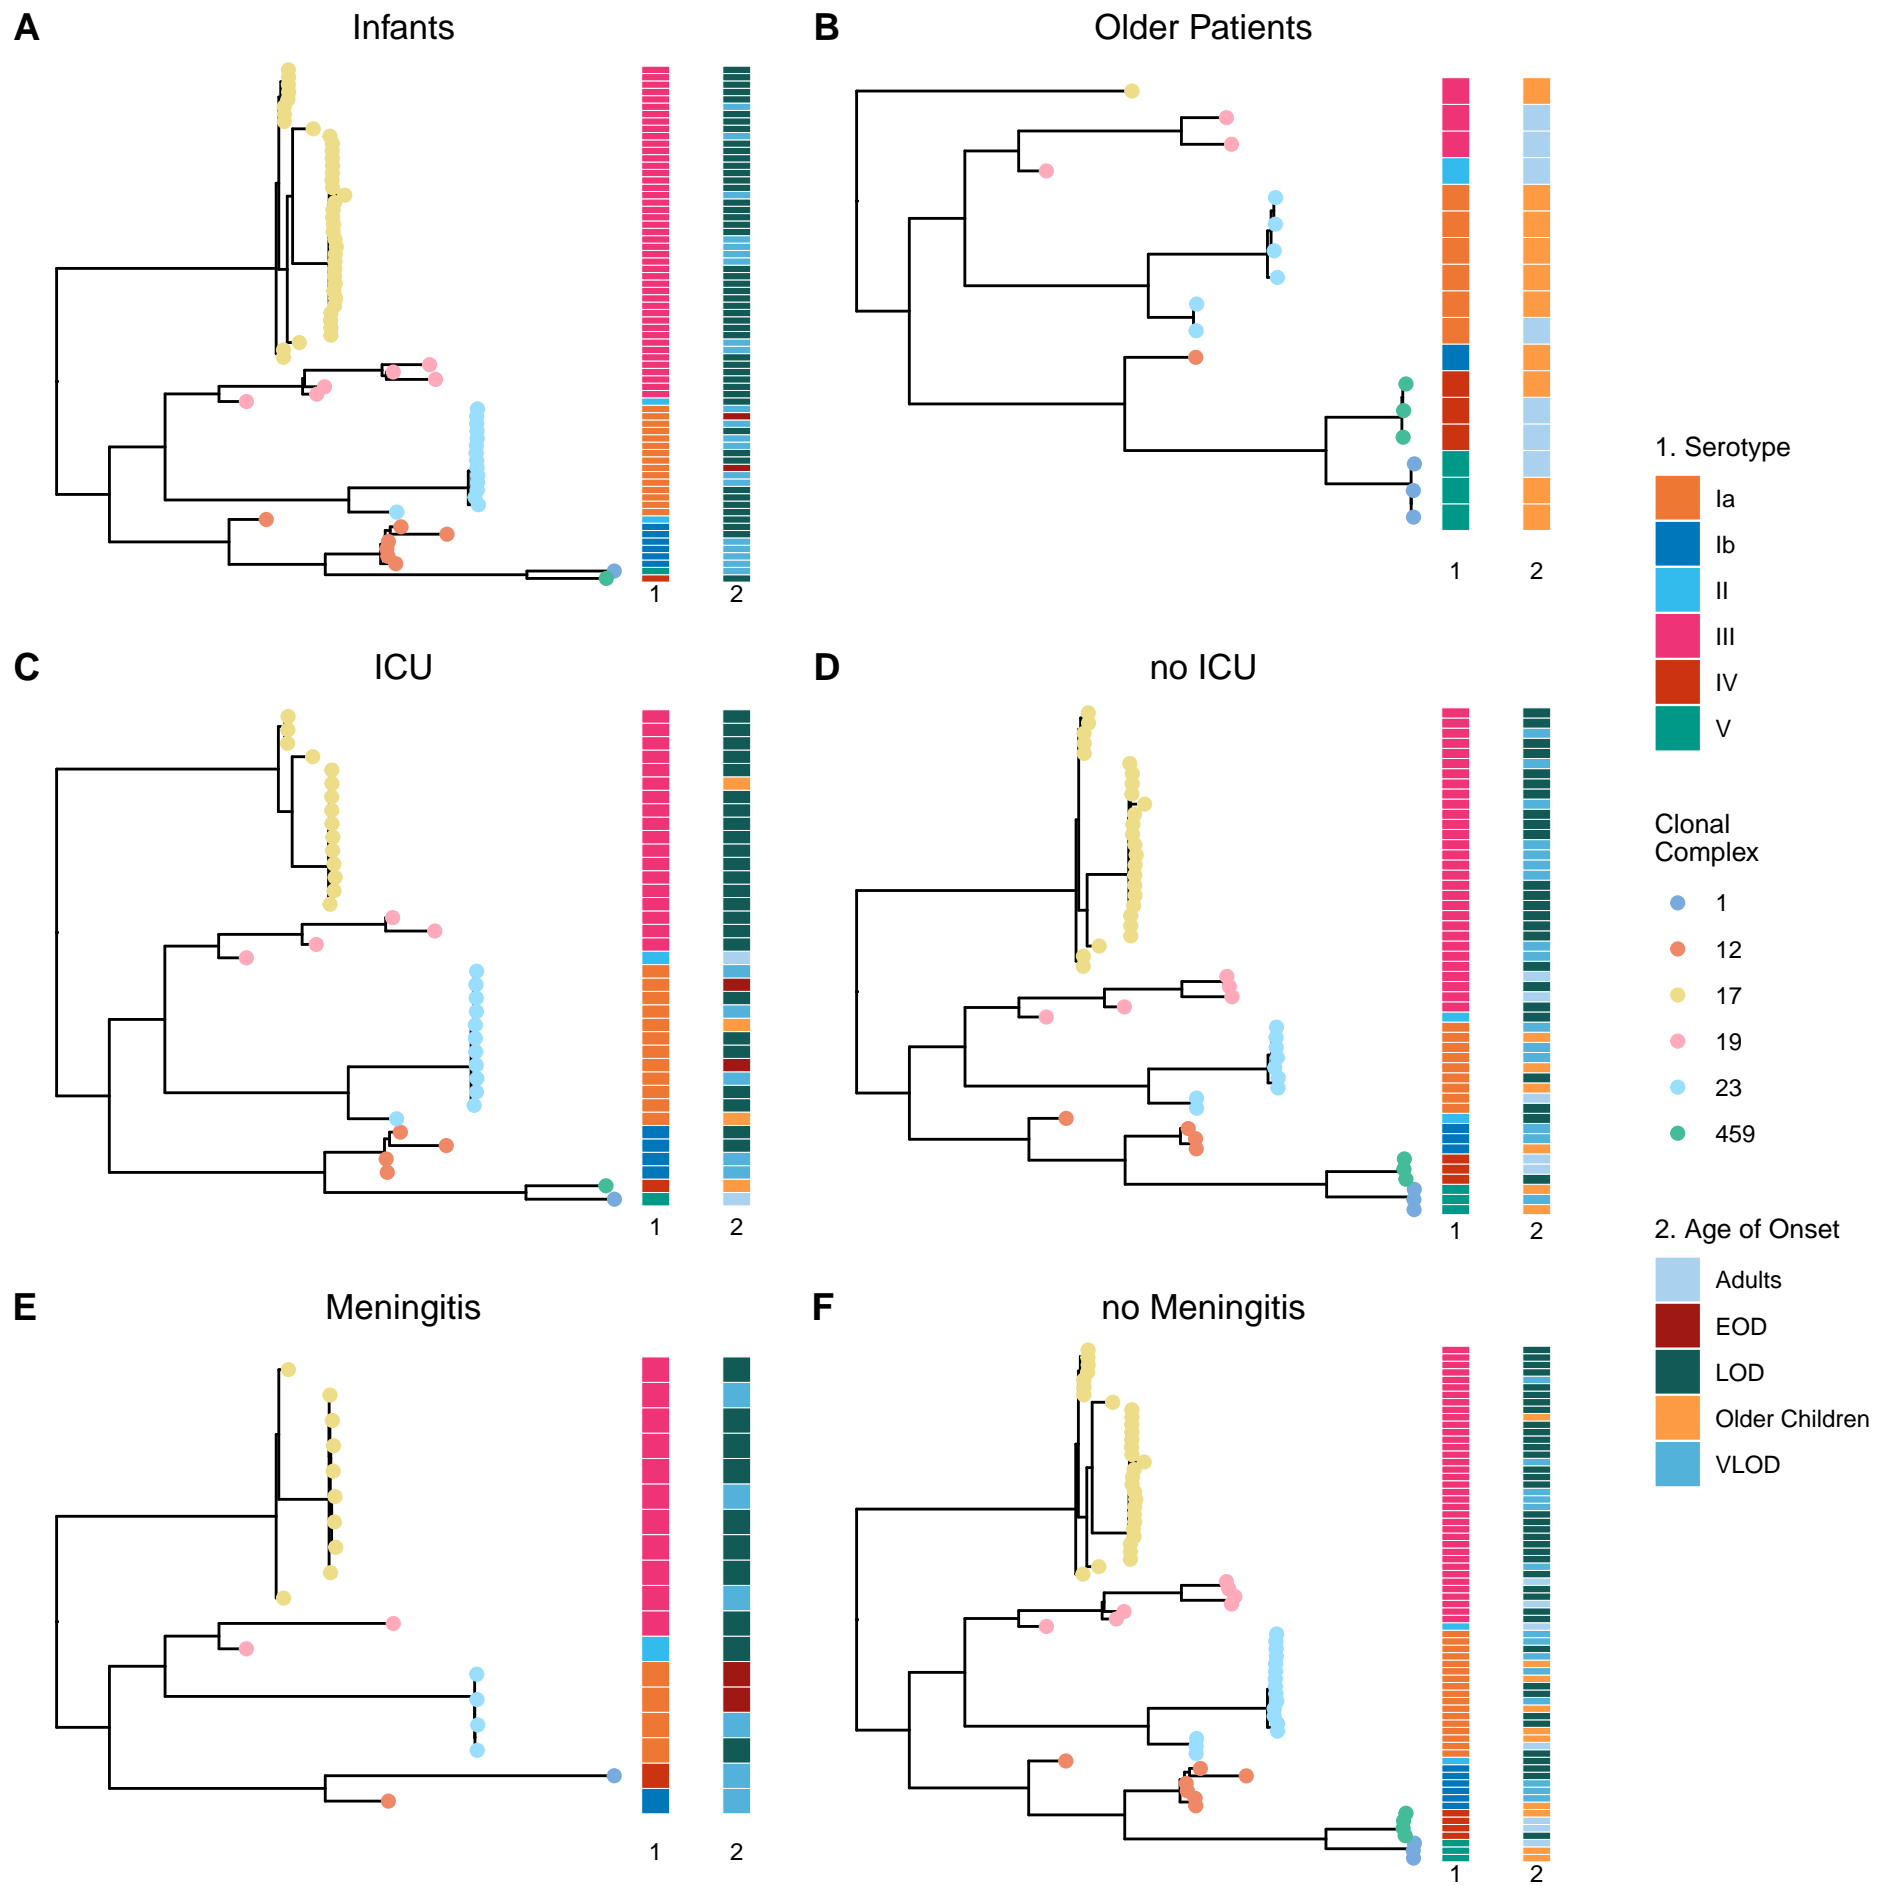 A
Infants
1
2
B
Older Patients
1
2
C
ICU
1
2
D
no ICU
1
2
E
Meningitis
1
2
F
no Meningitis
1
2
1. Serotype
Ia
Ib
II
III
IV
V
Clonal
Complex
1
12
17
19
23
459
2. Age of Onset
Adults
EOD
LOD
Older Children
VLOD